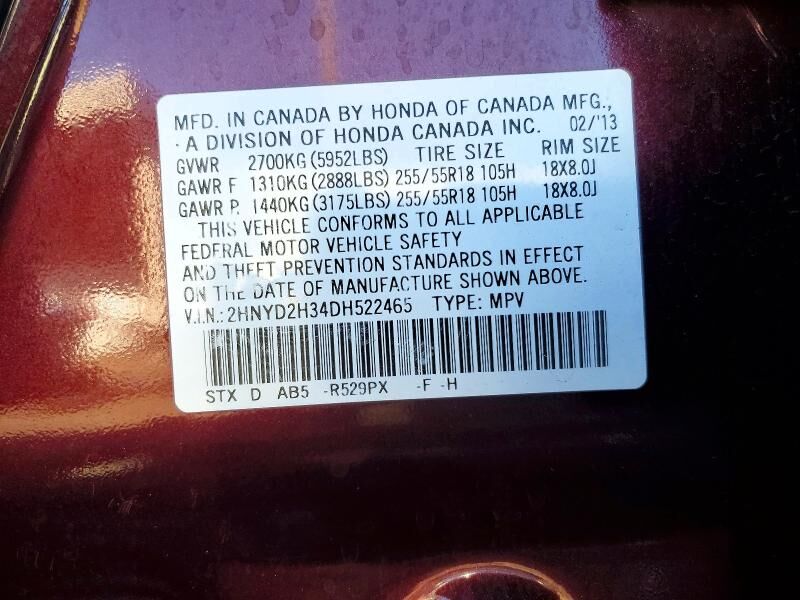 MFD. IN CANADA BY HONDA OF CANADA MFG.,
A DIVISION OF HONDA CANADA INC. 02/'13
GVWR 2700KG (5952LBS) TIRE SIZE RIM SIZE
GAWR F 1310KG (2888LBS) 255/55R18 105H 18X8.0J
GAWR R 1440KG (3175LBS) 255/55R18 105H 18X8.0J
THIS VEHICLE CONFORMS TO ALL APPLICABLE
FEDERAL MOTOR VEHICLE SAFETY
AND THEFT PREVENTION STANDARDS IN EFFECT
ON THE DATE OF MANUFACTURE SHOWN ABOVE.
V.I.N.: 2HNYD2H34DH522465 TYPE: MPV
STX D AB5 -R529PX -F -H